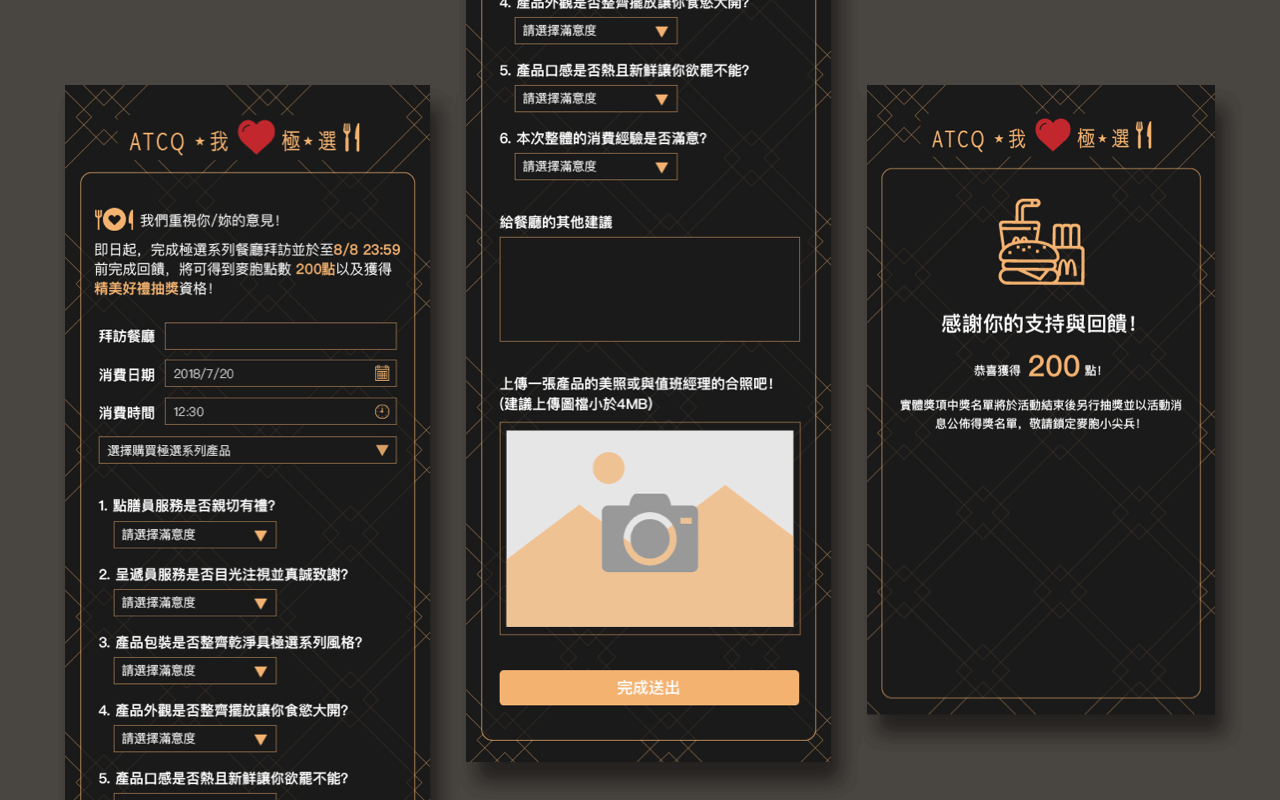 ATCQ ★ 我 極 ★ 選
我們重視你/妳的意見!
即日起，完成極選系列餐廳拜訪並於至8/8 23:59
前完成回饋，將可得到麥胞點數 200點以及獲得
精美好禮抽獎資格!
拜訪餐廳
消費日期 2018/7/20
消費時間 12:30
選擇購買極選系列產品
1. 點膳員服務是否親切有禮?
請選擇滿意度
2. 呈遞員服務是否目光注視並真誠致謝?
請選擇滿意度
3. 產品包裝是否整齊乾淨具極選系列風格?
請選擇滿意度
4. 產品外觀是否整齊擺放讓你食慾大開?
請選擇滿意度
5. 產品口感是否熱且新鮮讓你欲罷不能?
4. 產品外觀是否整齊擺放讓你食慾大開?
請選擇滿意度
5. 產品口感是否熱且新鮮讓你欲罷不能?
請選擇滿意度
6. 本次整體的消費經驗是否滿意?
請選擇滿意度
給餐廳的其他建議
上傳一張產品的美照或與值班經理的合照吧!
(建議上傳圖檔小於4MB)
完成送出
ATCQ ★ 我 極 ★ 選
感謝你的支持與回饋!
恭喜獲得 200 點!
實體獎項中獎名單將於活動結束後另行抽獎並以活動消
息公佈得獎名單，敬請鎖定麥胞小尖兵!